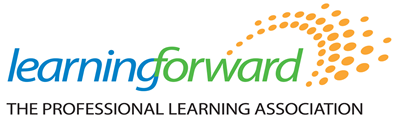 learningforward
THE PROFESSIONAL LEARNING ASSOCIATION